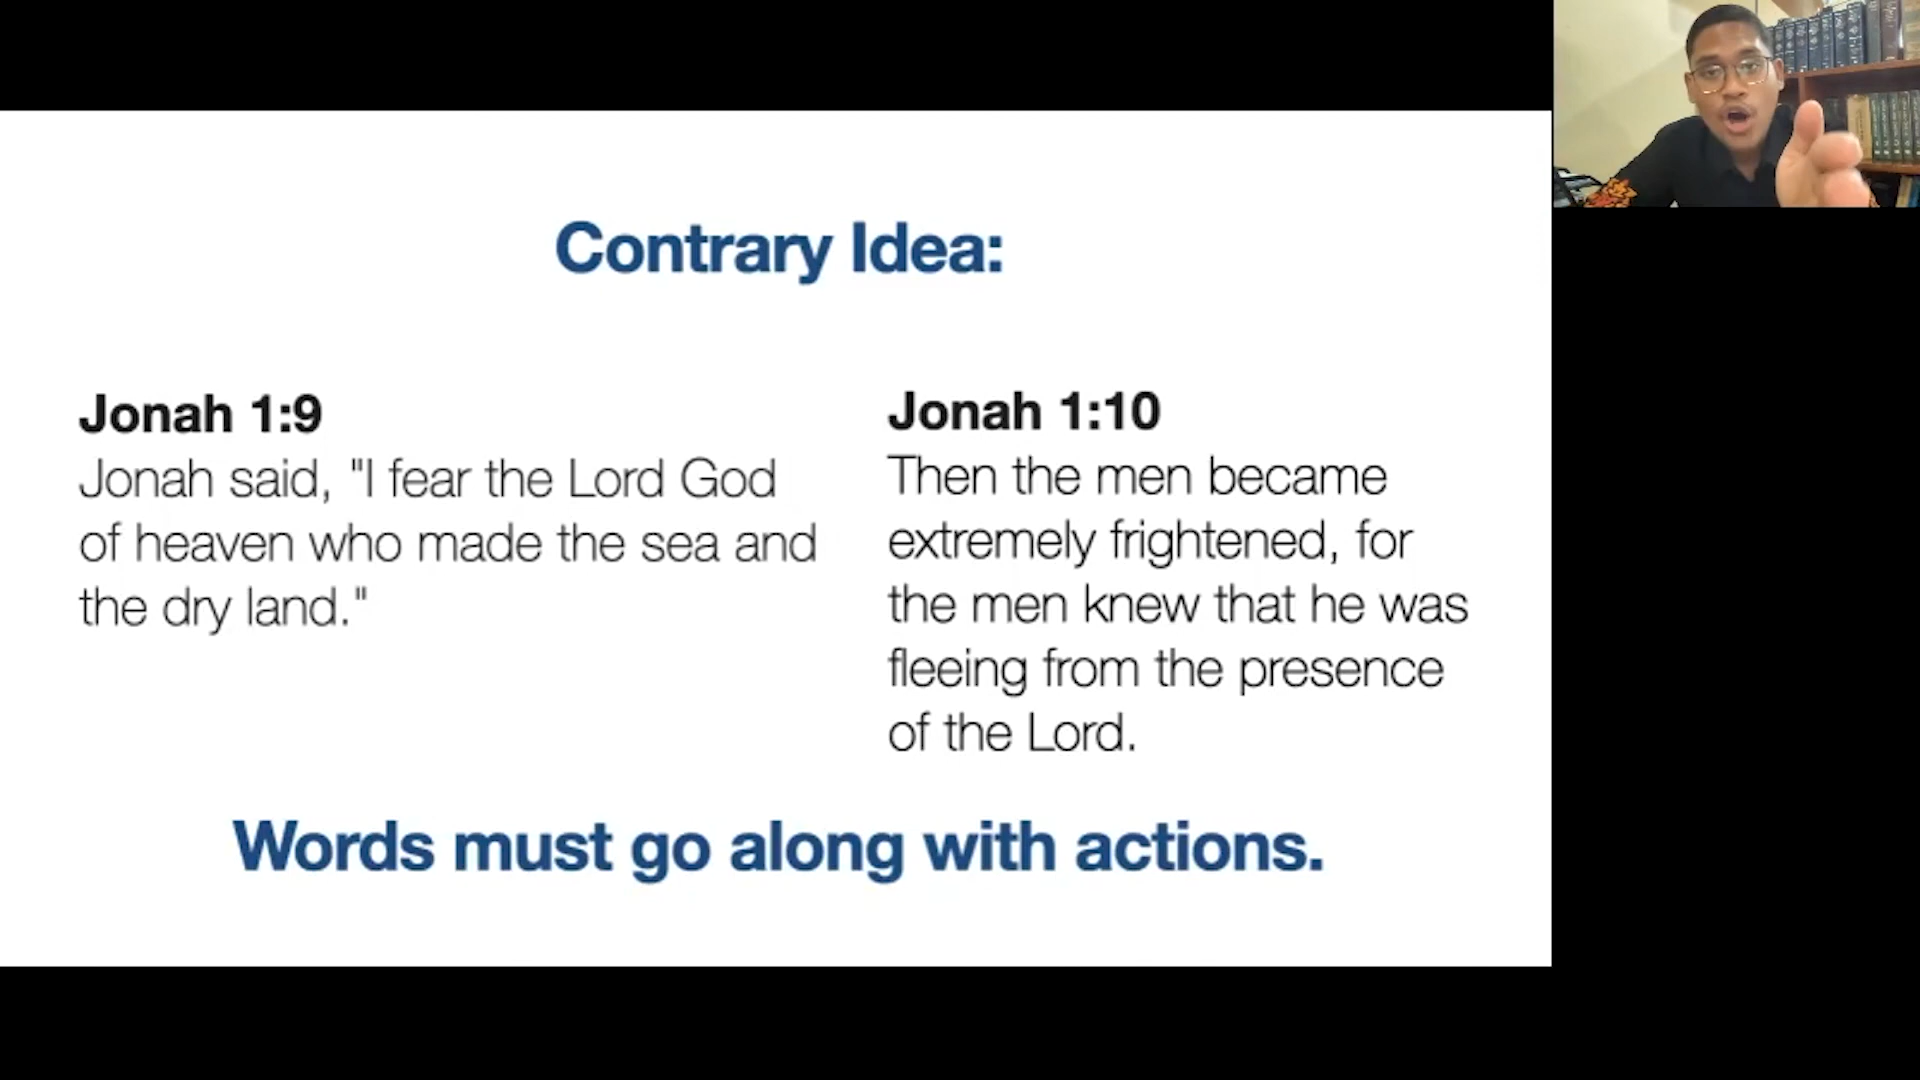 Contrary Idea:
Jonah 1:9
Jonah said, "I fear the Lord God
of heaven who made the sea and
the dry land."
Jonah 1:10
Then the men became
extremely frightened, for
the men knew that he was
fleeing from the presence
of the Lord.
Words must go along with actions.